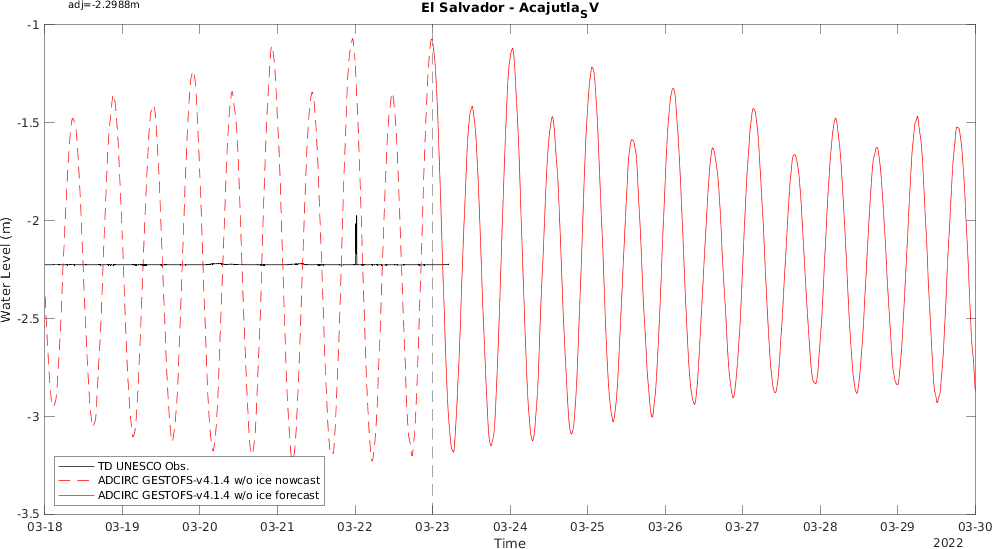 adj=-2.2988m
El Salvador - AcajutlaSV
Water Level (m)
-1
-1.5
-2
-2.5
-3
-3.5
TD UNESCO Obs.
ADCIRC GESTOFS-v4.1.4 w/o ice nowcast
ADCIRC GESTOFS-v4.1.4 w/o ice forecast
03-18 03-19 03-20 03-21 03-22 03-23 03-24 03-25 03-26 03-27 03-28 03-29 03-30
Time
2022